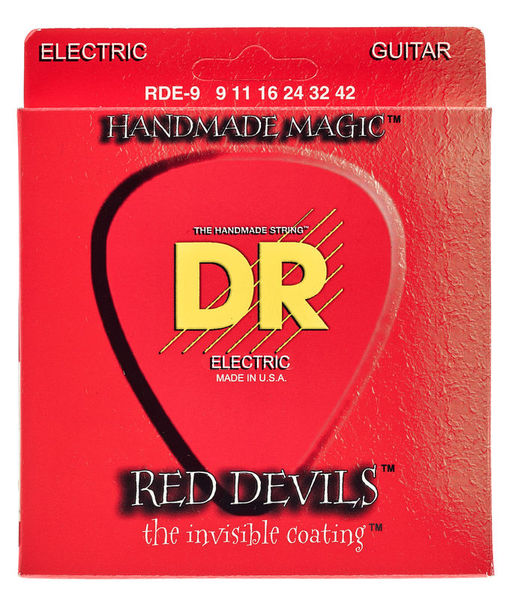 ELECTRIC GUITAR
RDE-9 9 11 16 24 32 42
HANDMADE MAGIC™
THE HANDMADE STRING™
DR
ELECTRIC
MADE IN U.S.A.
RED DEVILS™
the invisible coating™